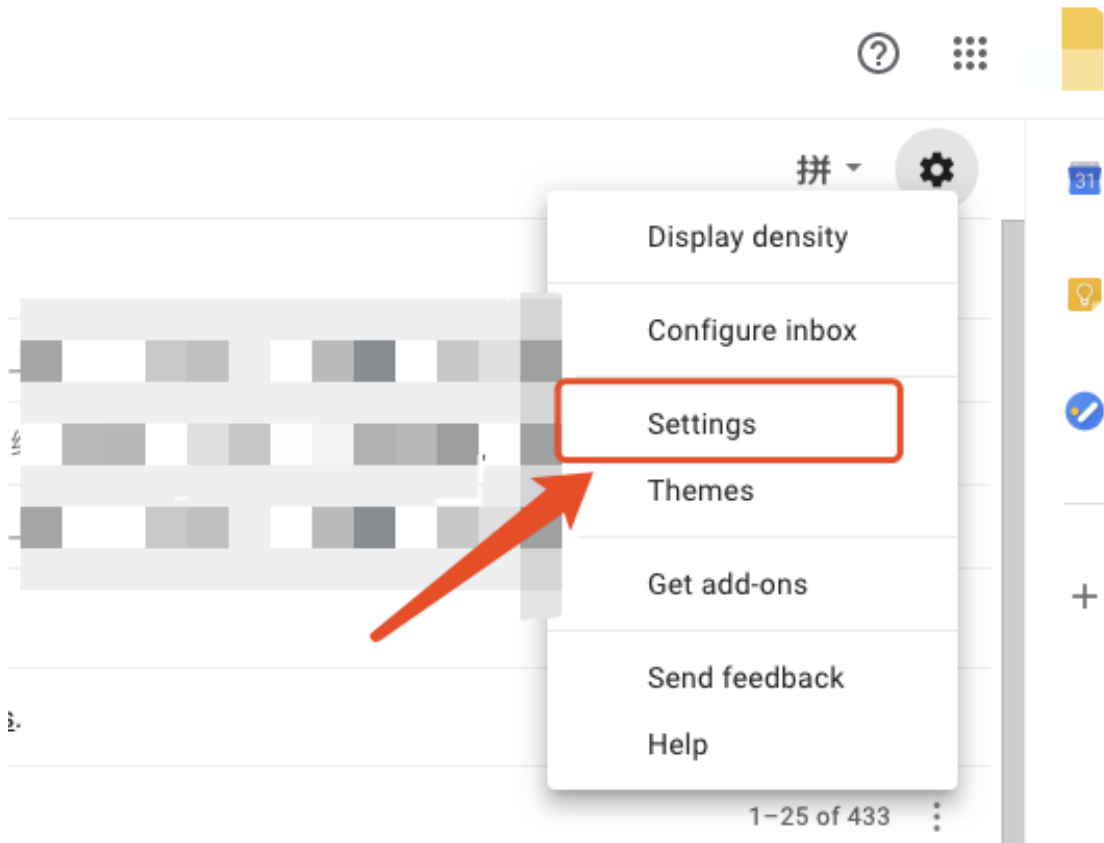 拼
31
Display density
Configure inbox
Settings
Themes
Get add-ons
Send feedback
Help
1–25 of 433